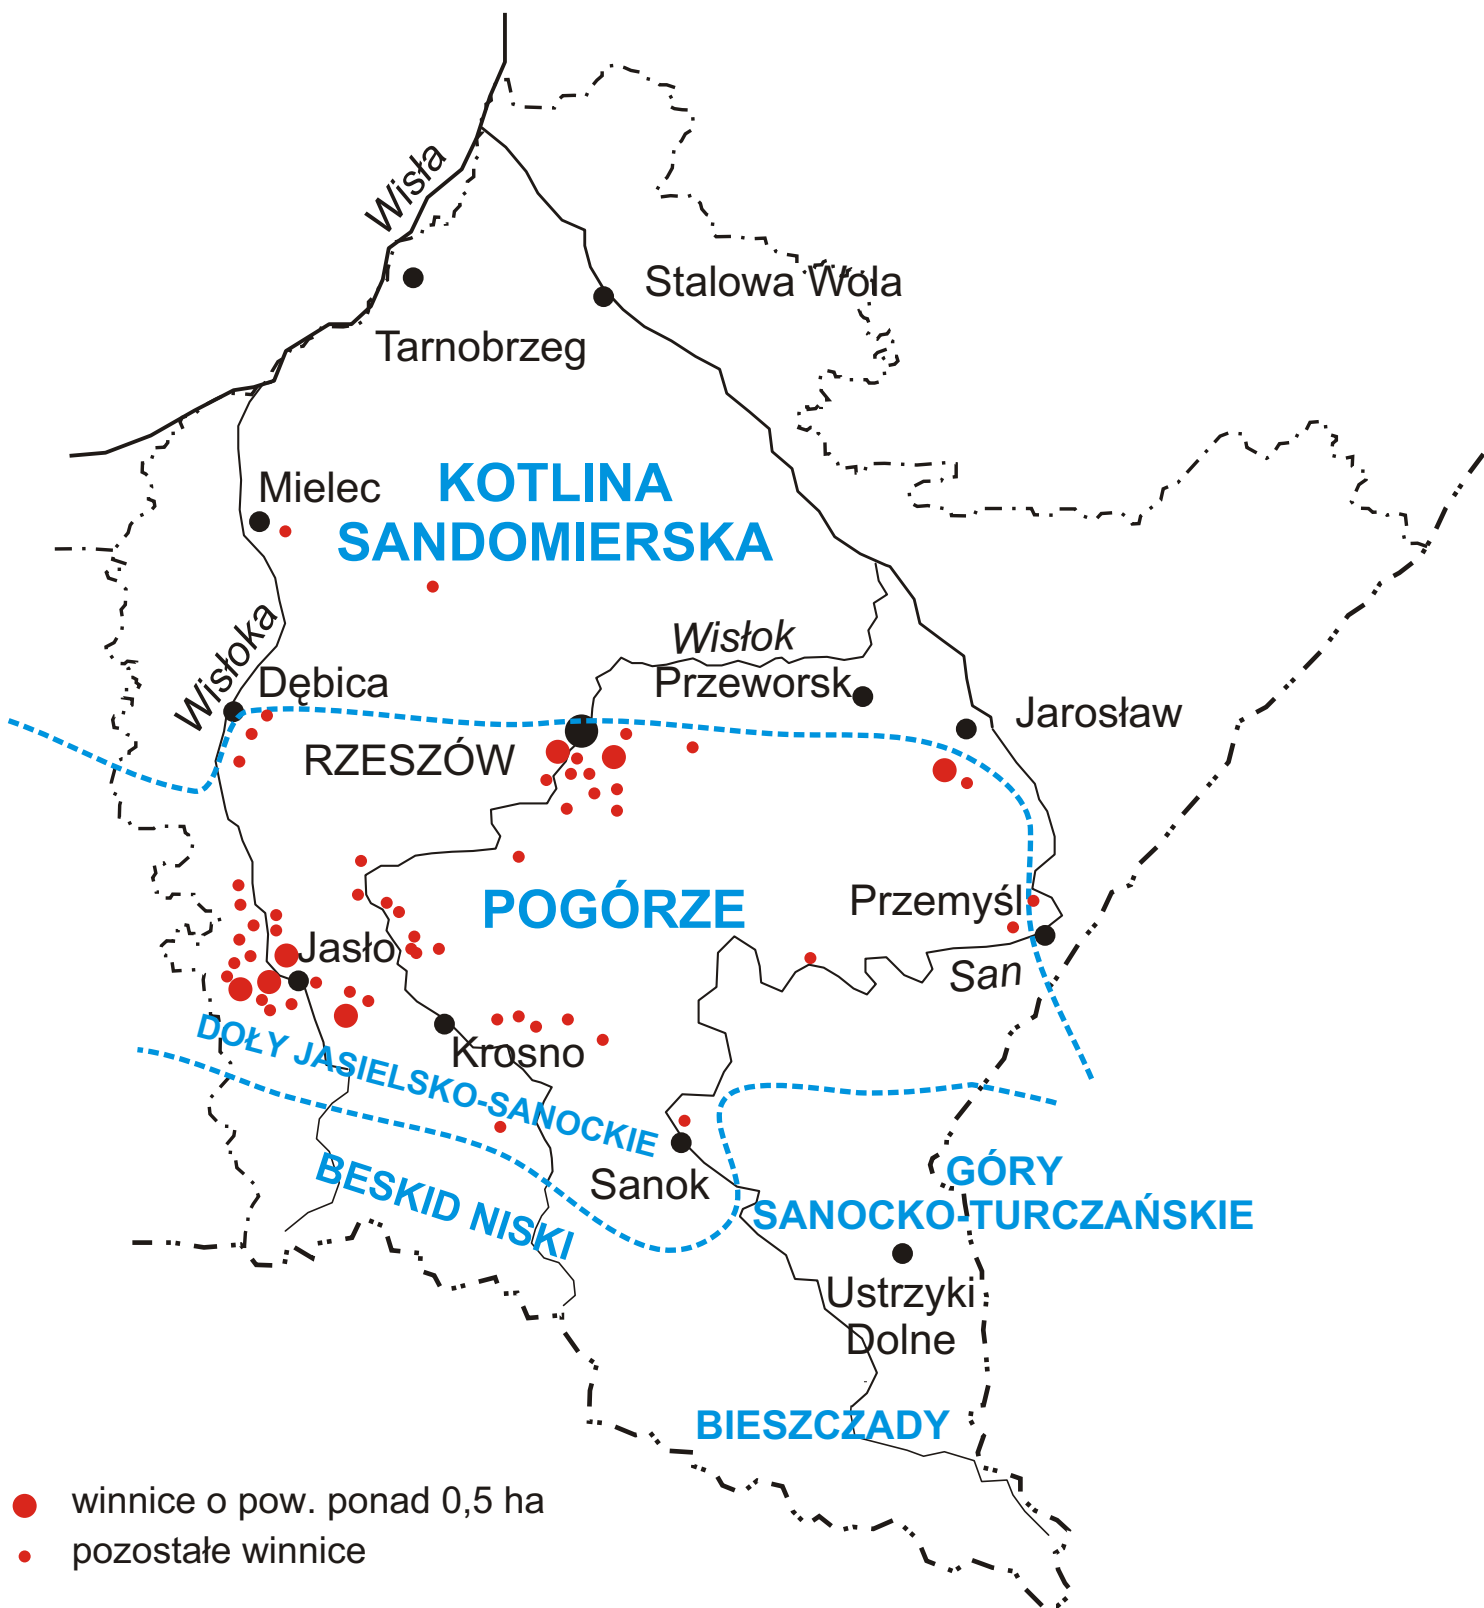 Wisła
Stalowa Wola
Tarnobrzeg
Mielec
KOTLINA
SANDOMIERSKA
Wisłoka
Wisłok
Dębica
Przeworsk
Jarosław
RZESZÓW
POGÓRZE
Przemyśl
Jasło
San
DOŁY JASIELSKO-SANOCKIE
Krosno
BESKID NISKI
Sanok
GÓRY
SANOCKO-TURCZAŃSKIE
Ustrzyki
Dolne
BIESZCZADY
winnice o pow. ponad 0,5 ha
pozostałe winnice